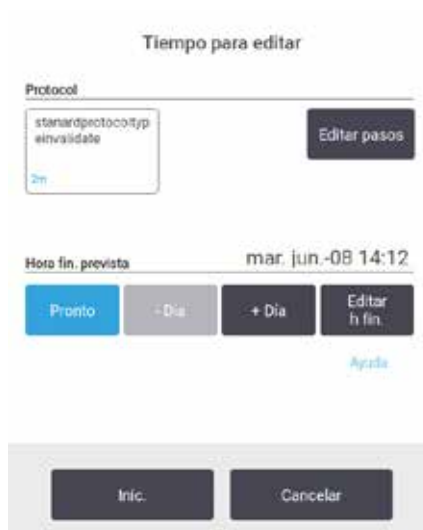 Tiempo para editar
Protocol
stanardprotocoltyp
einvalidate
Editar pasos
2m
Hora fin. prevista
mar. jun.-08 14:12
Pronto
- Día
+ Día
Editar
h fin.
Ayuda
Inic.
Cancelar